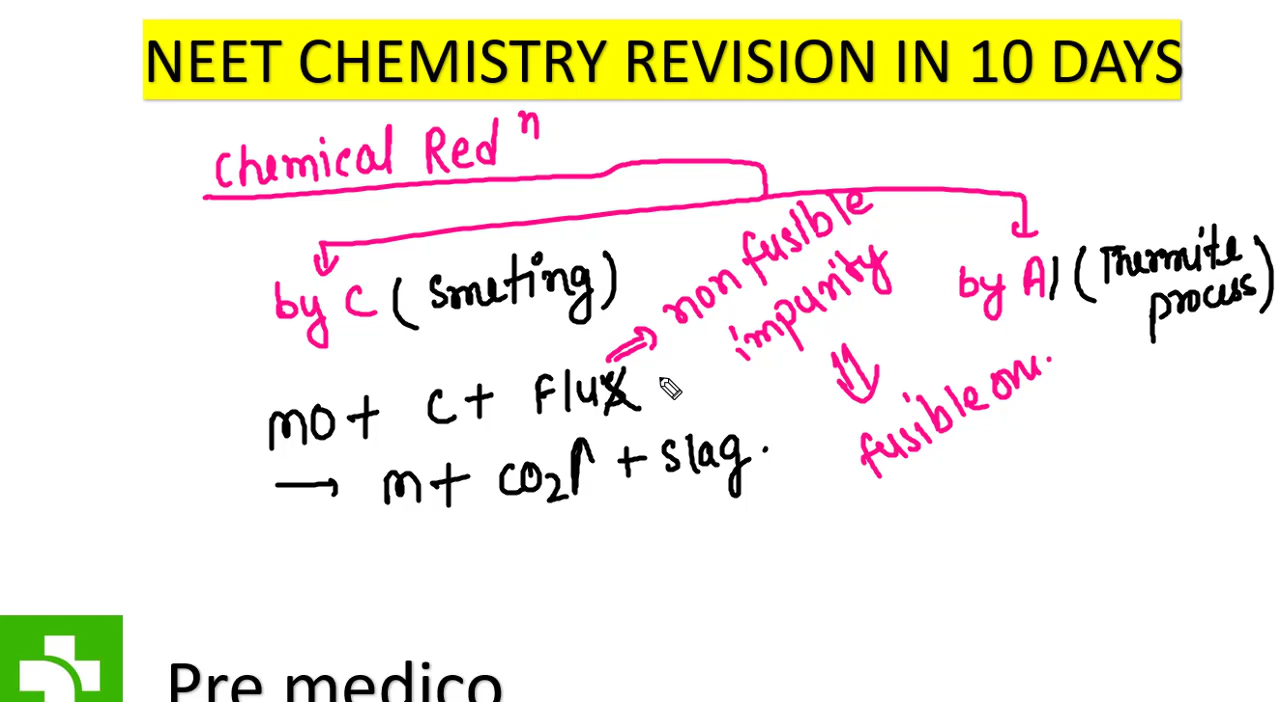 NEET CHEMISTRY REVISION IN 10 DAYS
Chemical Redⁿ
by C (Smeting)
non fusible
impurity
fusible one.
by Al (Thermite
process)
MO + C + Flux
→ M + CO₂↑ + Slag.
Pre medico